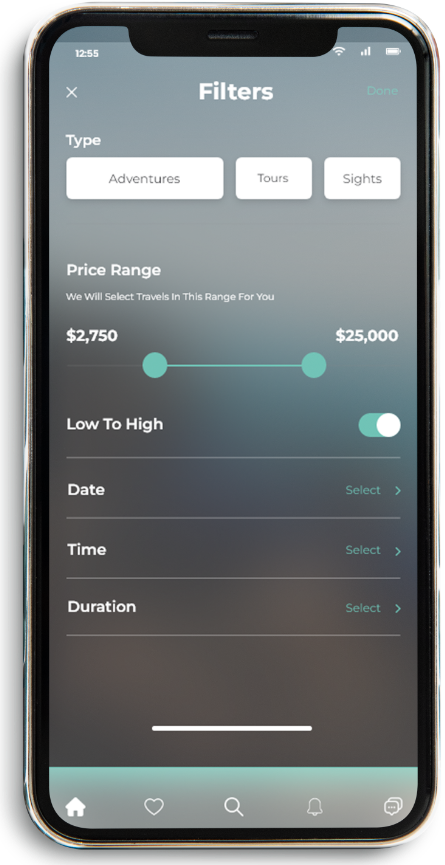 12:55
Filters
Done
Type
Adventures Tours Sights
Price Range
We Will Select Travels In This Range For You
$2,750 $25,000
Low To High
Date Select >
Time Select >
Duration Select >